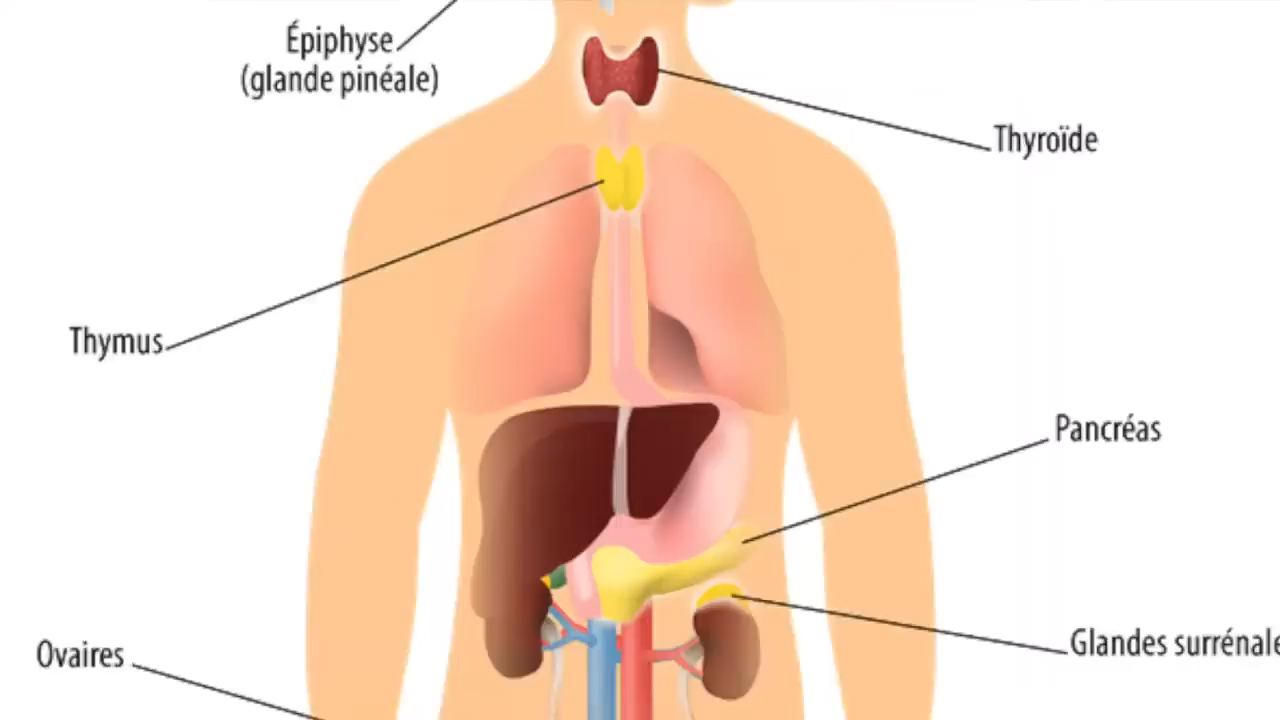 Épiphyse
(glande pinéale)
Thyroïde
Thymus
Pancréas
Ovaires
Glandes surrénale